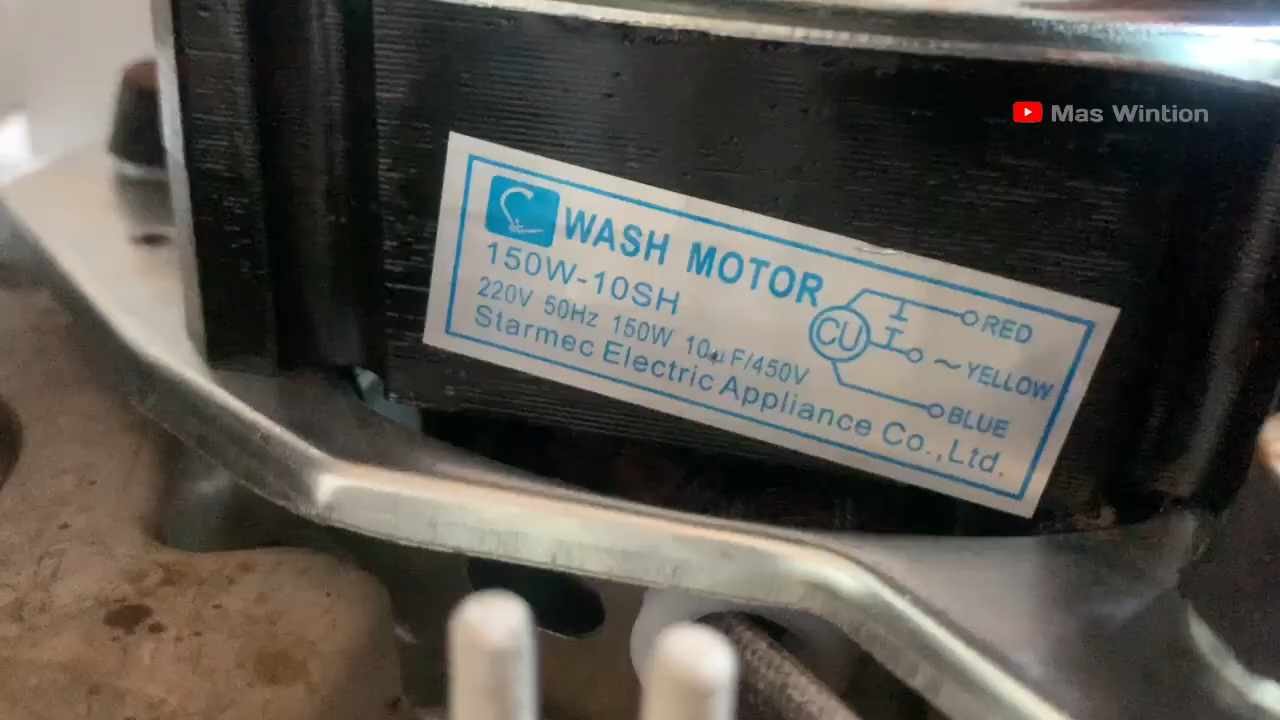 Mas Wintion
WASH MOTOR
150W-10SH
220V 50Hz 150W 10μF/450V
Starmec Electric Appliance Co.,Ltd.
CU
RED
~YELLOW
BLUE